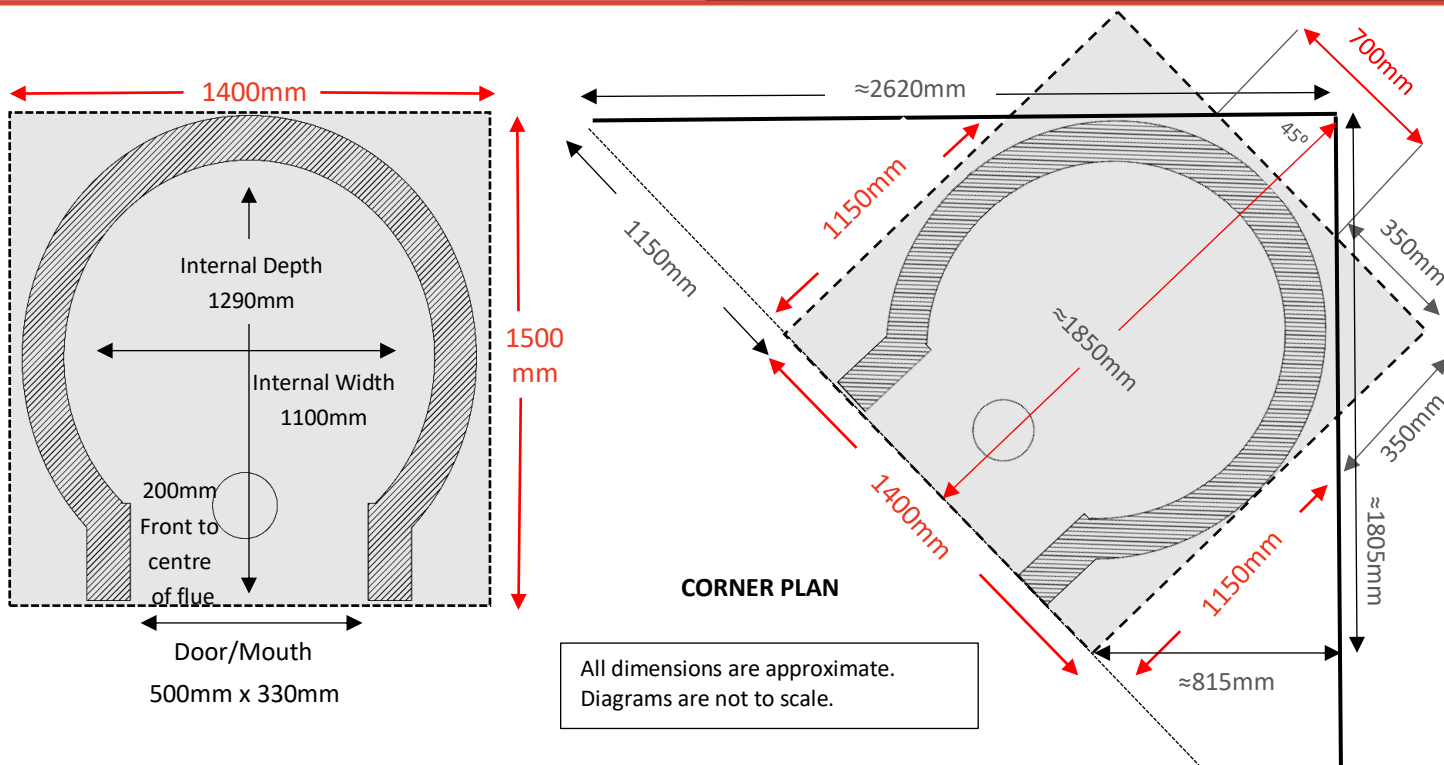 1400mm
Internal Depth
1290mm
Internal Width
1100mm
1500
mm
200mm
Front to
centre
of flue
Door/Mouth
500mm x 330mm
≈2620mm
700mm
45º
1150mm
1150mm
350mm
≈1850mm
350mm
1400mm
1150mm
≈1805mm
≈815mm
CORNER PLAN
All dimensions are approximate.
Diagrams are not to scale.